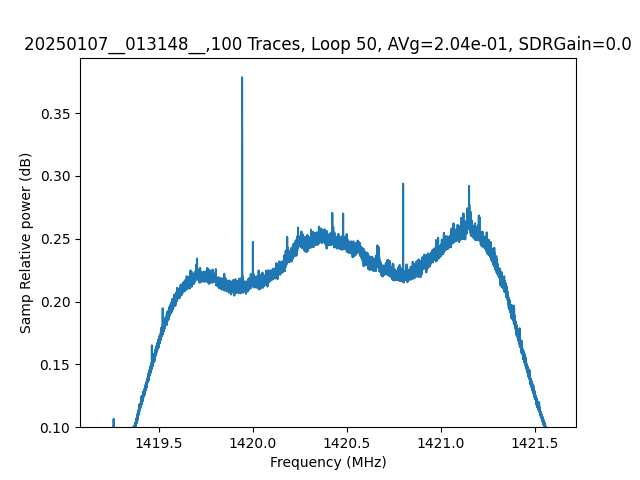 20250107__013148__,100 Traces, Loop 50, AVg=2.04e-01, SDRGain=0.0
Samp Relative power (dB)
0.35
0.30
0.25
0.20
0.15
0.10
1419.5 1420.0 1420.5 1421.0 1421.5
Frequency (MHz)